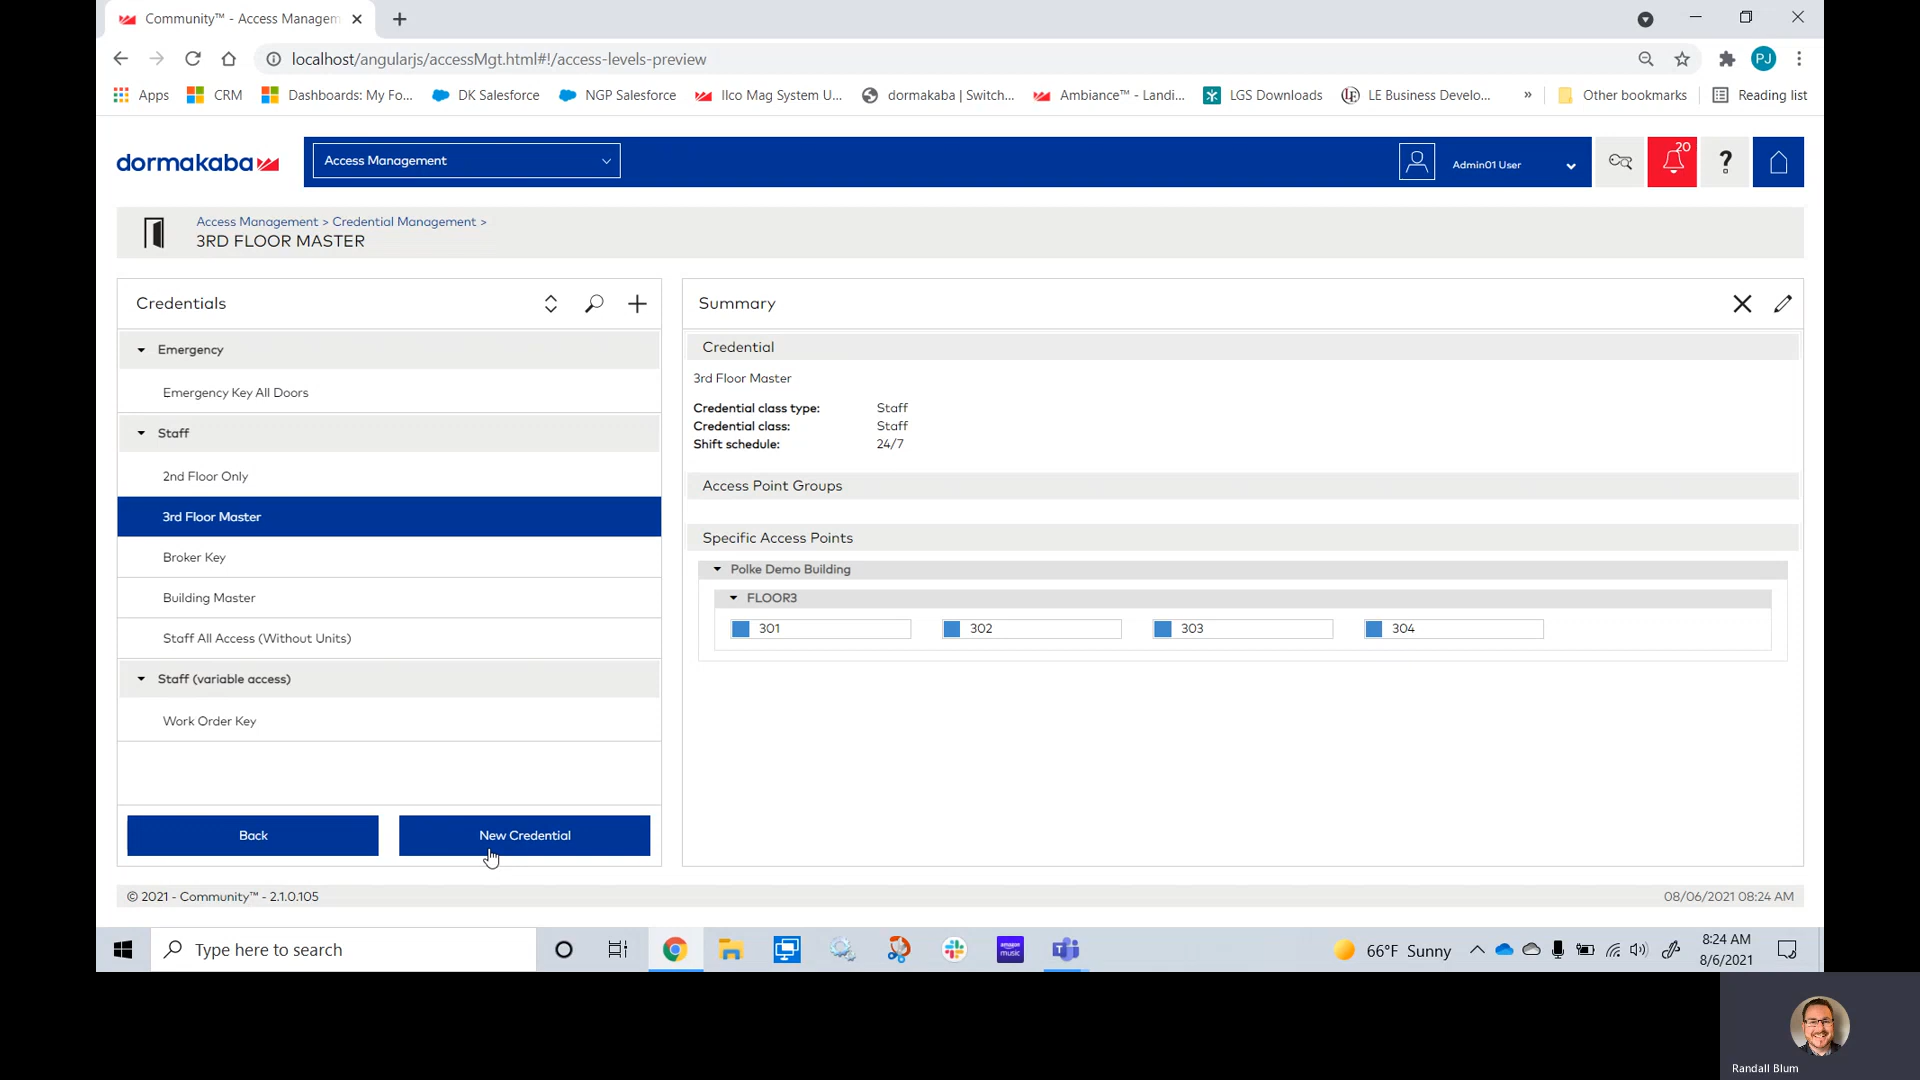 Community™ - Access Managem
localhost/angularjs/accessMgt.html#!/access-levels-preview
PJ
Apps
CRM
Dashboards: My Fo...
DK Salesforce
NGP Salesforce
Ilco Mag System U...
dormakaba | Switch...
Ambiance™ - Landi...
LGS Downloads
LE Business Develo...
»
Other bookmarks
Reading list
dormakaba
Access Management
Admin01 User
20
?
Access Management > Credential Management >
3RD FLOOR MASTER
Credentials
Emergency
Emergency Key All Doors
Staff
2nd Floor Only
3rd Floor Master
Broker Key
Building Master
Staff All Access (Without Units)
Staff (variable access)
Work Order Key
Back
New Credential
Summary
Credential
3rd Floor Master
Credential class type: Staff
Credential class: Staff
Shift schedule: 24/7
Access Point Groups
Specific Access Points
Polke Demo Building
FLOOR3
301 302 303 304
© 2021 - Community™ - 2.1.0.105
08/06/2021 08:24 AM
Type here to search
amazon music
66°F Sunny
8:24 AM
8/6/2021
Randall Blum